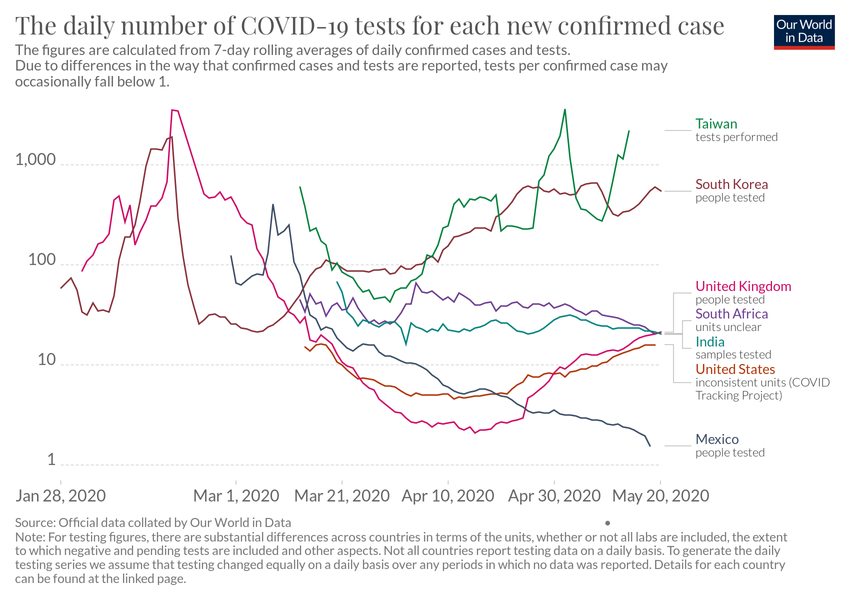 The daily number of COVID-19 tests for each new confirmed case
Our World
in Data
The figures are calculated from 7-day rolling averages of daily confirmed cases and tests.
Due to differences in the way that confirmed cases and tests are reported, tests per confirmed case may
occasionally fall below 1.
Taiwan
tests performed
1,000
South Korea
people tested
100
United Kingdom
people tested
South Africa
units unclear
India
samples tested
10
United States
inconsistent units (COVID
Tracking Project)
Mexico
people tested
1
Jan 28, 2020
Mar 1, 2020
Mar 21, 2020
Apr 10, 2020
Apr 30, 2020
May 20, 2020
Source: Official data collated by Our World in Data
Note: For testing figures, there are substantial differences across countries in terms of the units, whether or not all labs are included, the extent
to which negative and pending tests are included and other aspects. Not all countries report testing data on a daily basis. To generate the daily
testing series we assume that testing changed equally on a daily basis over any periods in which no data was reported. Details for each country
can be found at the linked page.